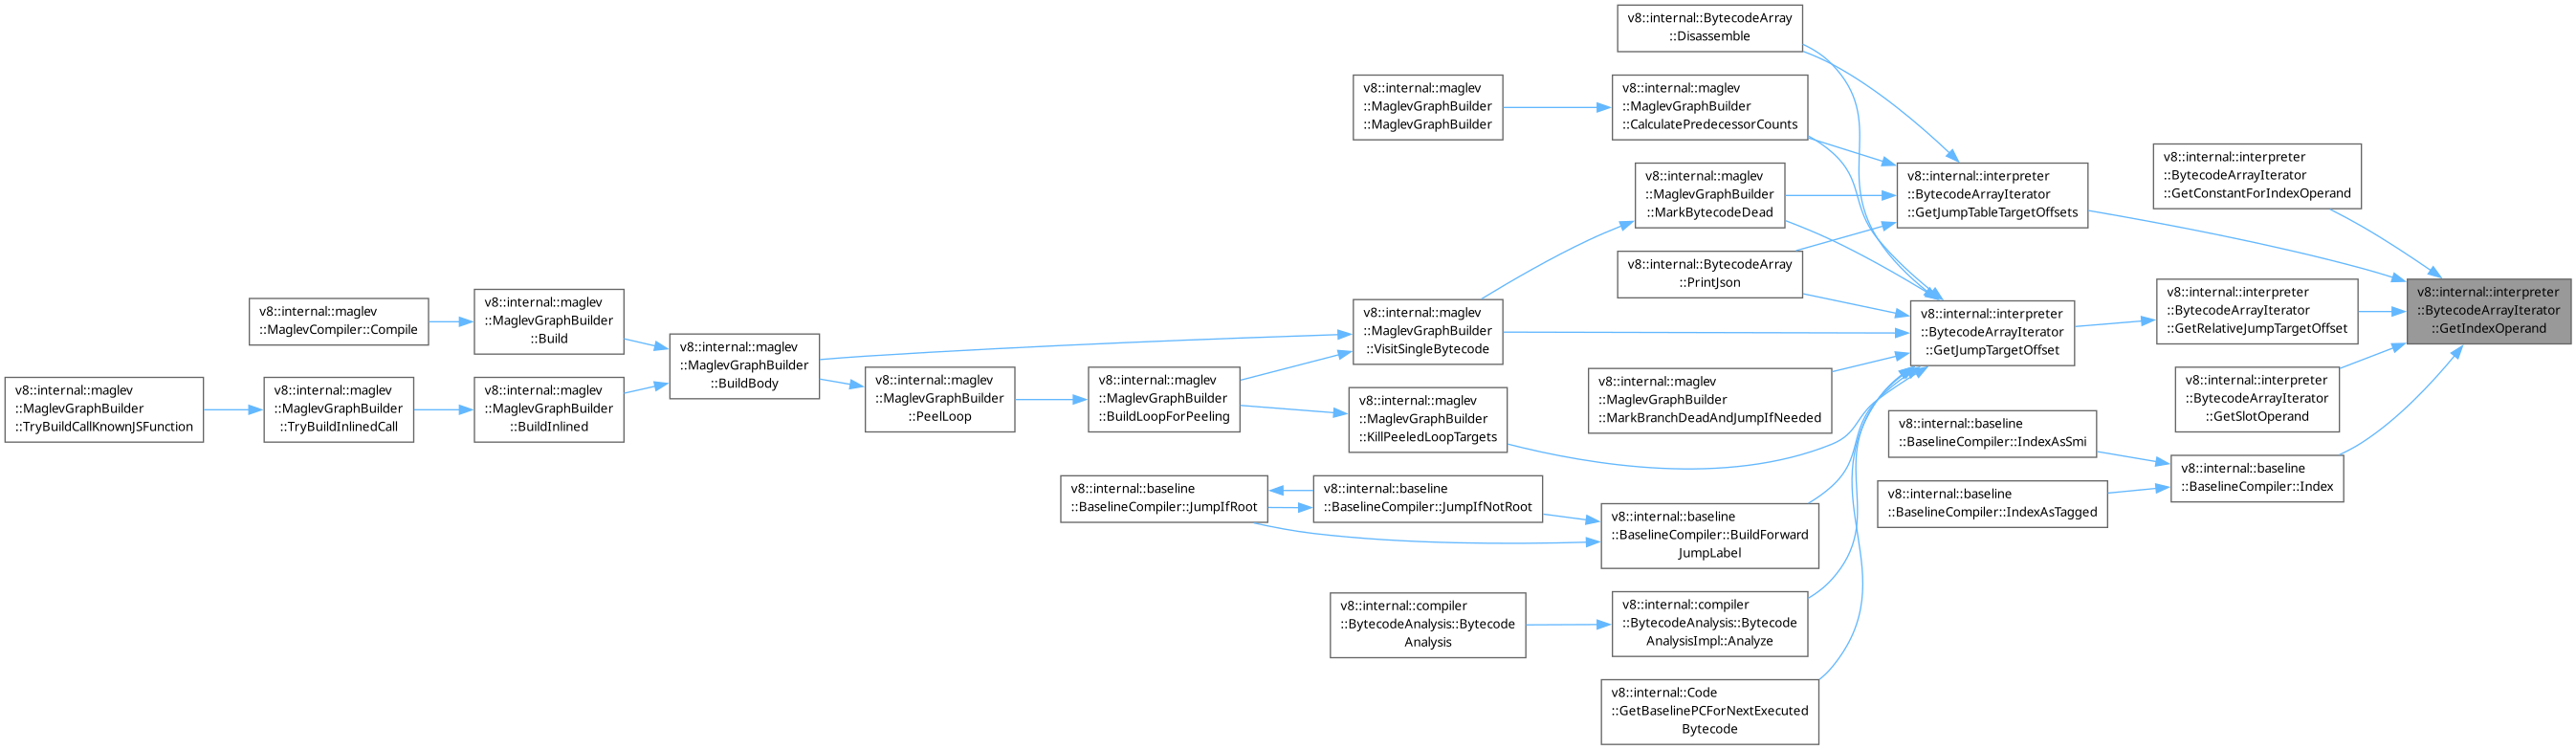 v8::internal::BytecodeArray
::Disassemble
v8::internal::maglev
::MaglevGraphBuilder
::MaglevGraphBuilder
v8::internal::maglev
::MaglevGraphBuilder
::CalculatePredecessorCounts
v8::internal::interpreter
::BytecodeArrayIterator
::GetConstantForIndexOperand
v8::internal::maglev
::MaglevGraphBuilder
::MarkBytecodeDead
v8::internal::interpreter
::BytecodeArrayIterator
::GetJumpTableTargetOffsets
v8::internal::BytecodeArray
::PrintJson
v8::internal::interpreter
::BytecodeArrayIterator
::GetRelativeJumpTargetOffset
v8::internal::interpreter
::BytecodeArrayIterator
::GetIndexOperand
v8::internal::maglev
::MaglevCompiler::Compile
v8::internal::maglev
::MaglevGraphBuilder
::Build
v8::internal::maglev
::MaglevGraphBuilder
::BuildBody
v8::internal::maglev
::MaglevGraphBuilder
::VisitSingleBytecode
v8::internal::interpreter
::BytecodeArrayIterator
::GetJumpTargetOffset
v8::internal::maglev
::MaglevGraphBuilder
::TryBuildCallKnownJSFunction
v8::internal::maglev
::MaglevGraphBuilder
::TryBuildInlinedCall
v8::internal::maglev
::MaglevGraphBuilder
::BuildInlined
v8::internal::maglev
::MaglevGraphBuilder
::PeelLoop
v8::internal::maglev
::MaglevGraphBuilder
::BuildLoopForPeeling
v8::internal::maglev
::MaglevGraphBuilder
::KillPeeledLoopTargets
v8::internal::maglev
::MaglevGraphBuilder
::MarkBranchDeadAndJumpIfNeeded
v8::internal::interpreter
::BytecodeArrayIterator
::GetSlotOperand
v8::internal::baseline
::BaselineCompiler::IndexAsSmi
v8::internal::baseline
::BaselineCompiler::Index
v8::internal::baseline
::BaselineCompiler::IndexAsTagged
v8::internal::baseline
::BaselineCompiler::JumpIfRoot
v8::internal::baseline
::BaselineCompiler::JumpIfNotRoot
v8::internal::baseline
::BaselineCompiler::BuildForward
JumpLabel
v8::internal::compiler
::BytecodeAnalysis::Bytecode
Analysis
v8::internal::compiler
::BytecodeAnalysis::Bytecode
AnalysisImpl::Analyze
v8::internal::Code
::GetBaselinePCForNextExecuted
Bytecode